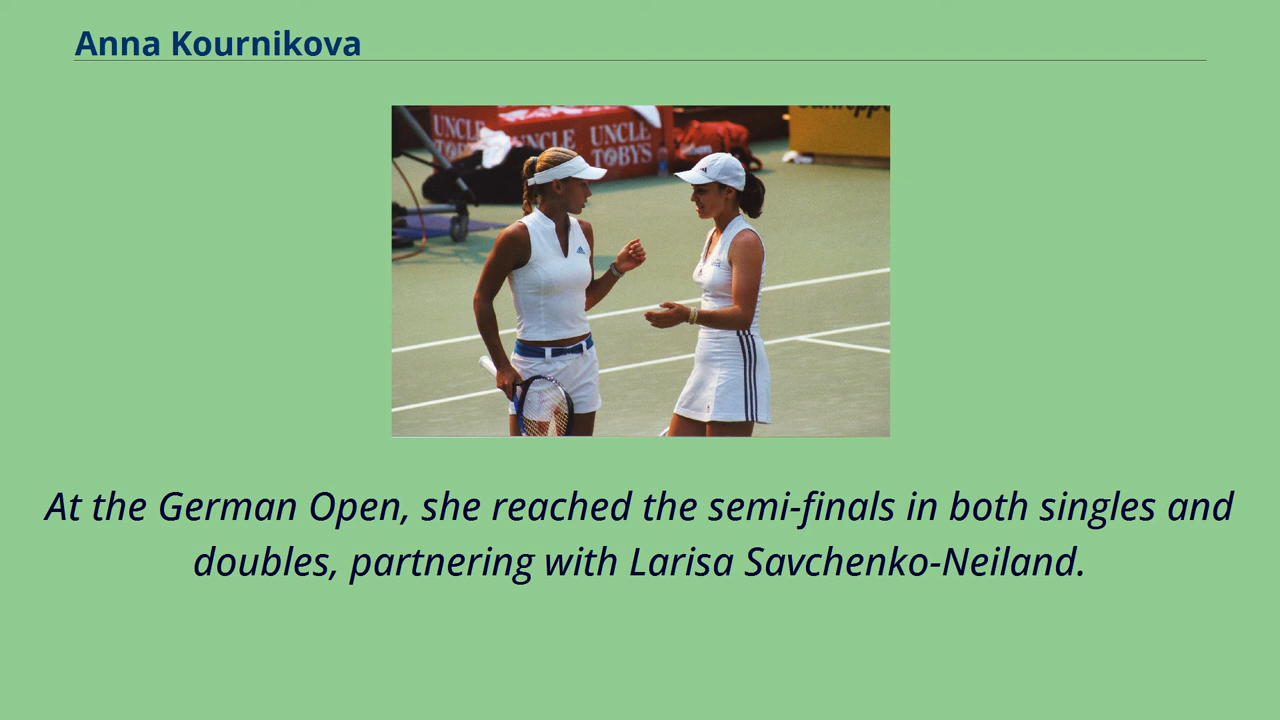 Anna Kournikova
UNCLE
TOBYS
UNCLE
UNCLE
TOBYS
At the German Open, she reached the semi-finals in both singles and
doubles, partnering with Larisa Savchenko-Neiland.